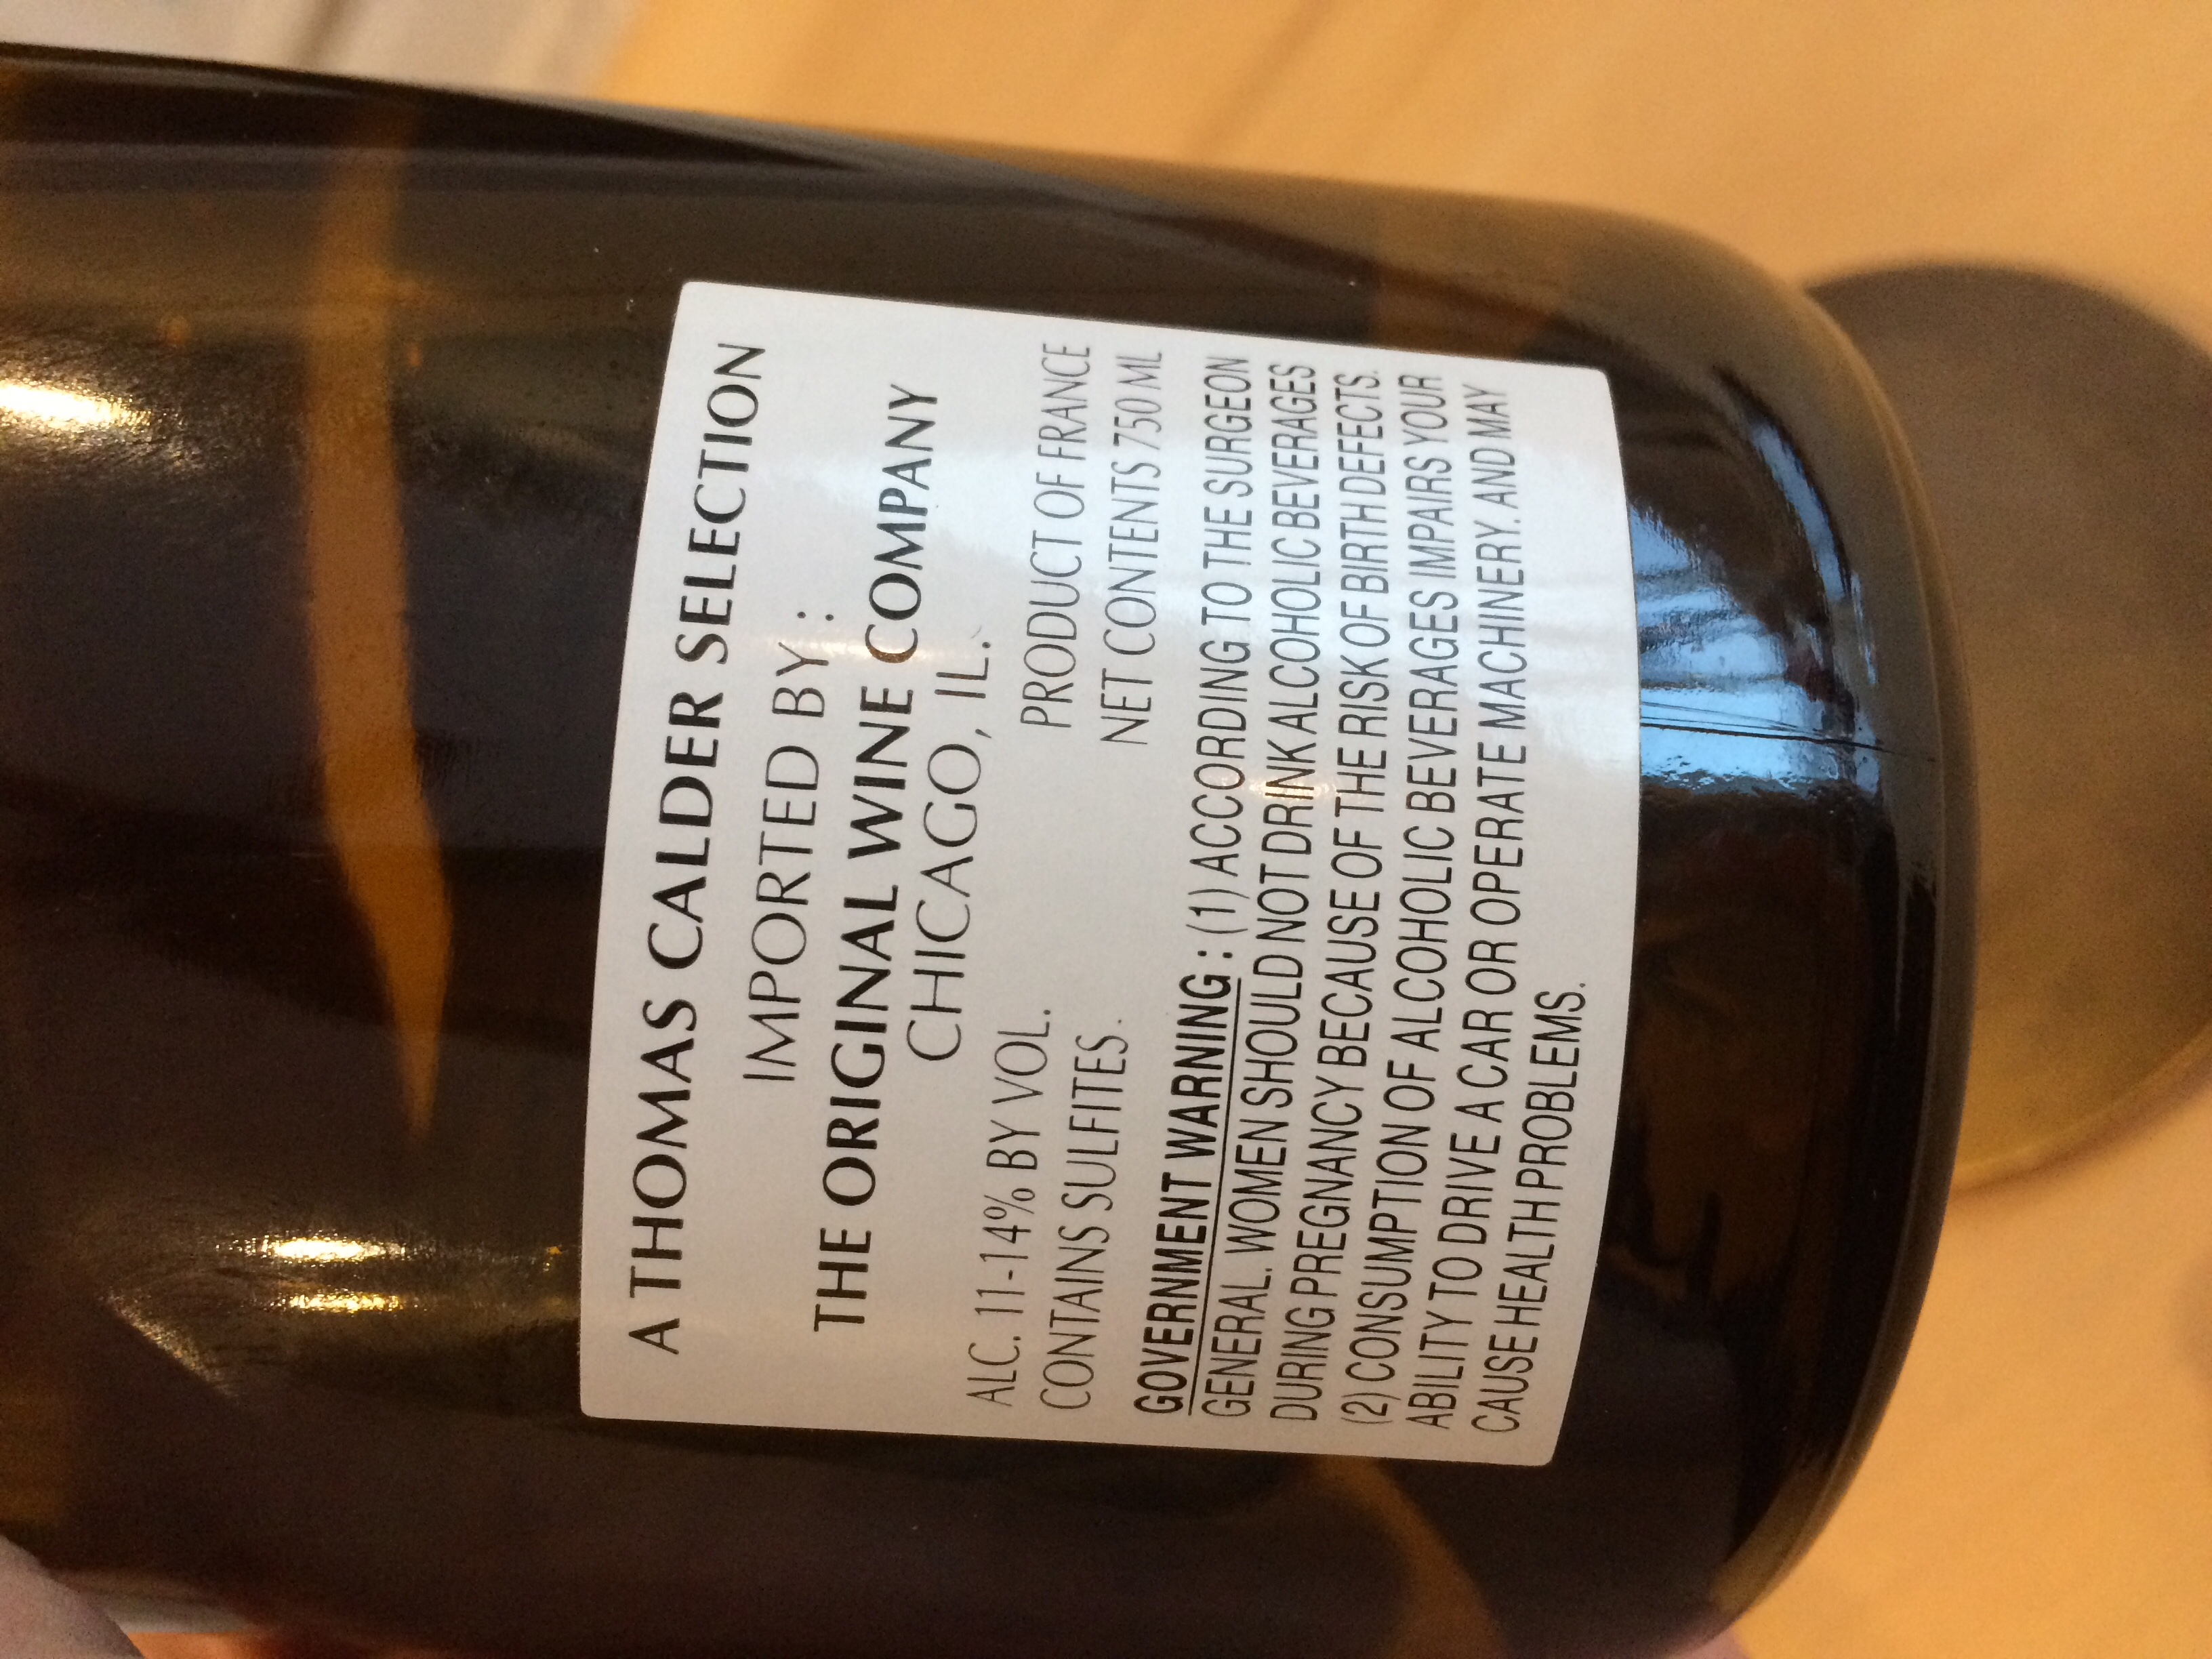 A THOMAS CALDER SELECTION
IMPORTED BY :
THE ORIGINAL WINE COMPANY
CHICAGO, IL.
ALC. 11-14% BY VOL. PRODUCT OF FRANCE
CONTAINS SULFITES. NET CONTENTS 750 ML
GOVERNMENT WARNING : (1) ACCORDING TO THE SURGEON
GENERAL. WOMEN SHOULD NOT DRINK ALCOHOLIC BEVERAGES
DURING PREGNANCY BECAUSE OF THE RISK OF BIRTH DEFECTS.
(2) CONSUMPTION OF ALCOHOLIC BEVERAGES IMPAIRS YOUR
ABILITY TO DRIVE A CAR OR OPERATE MACHINERY. AND MAY
CAUSE HEALTH PROBLEMS.